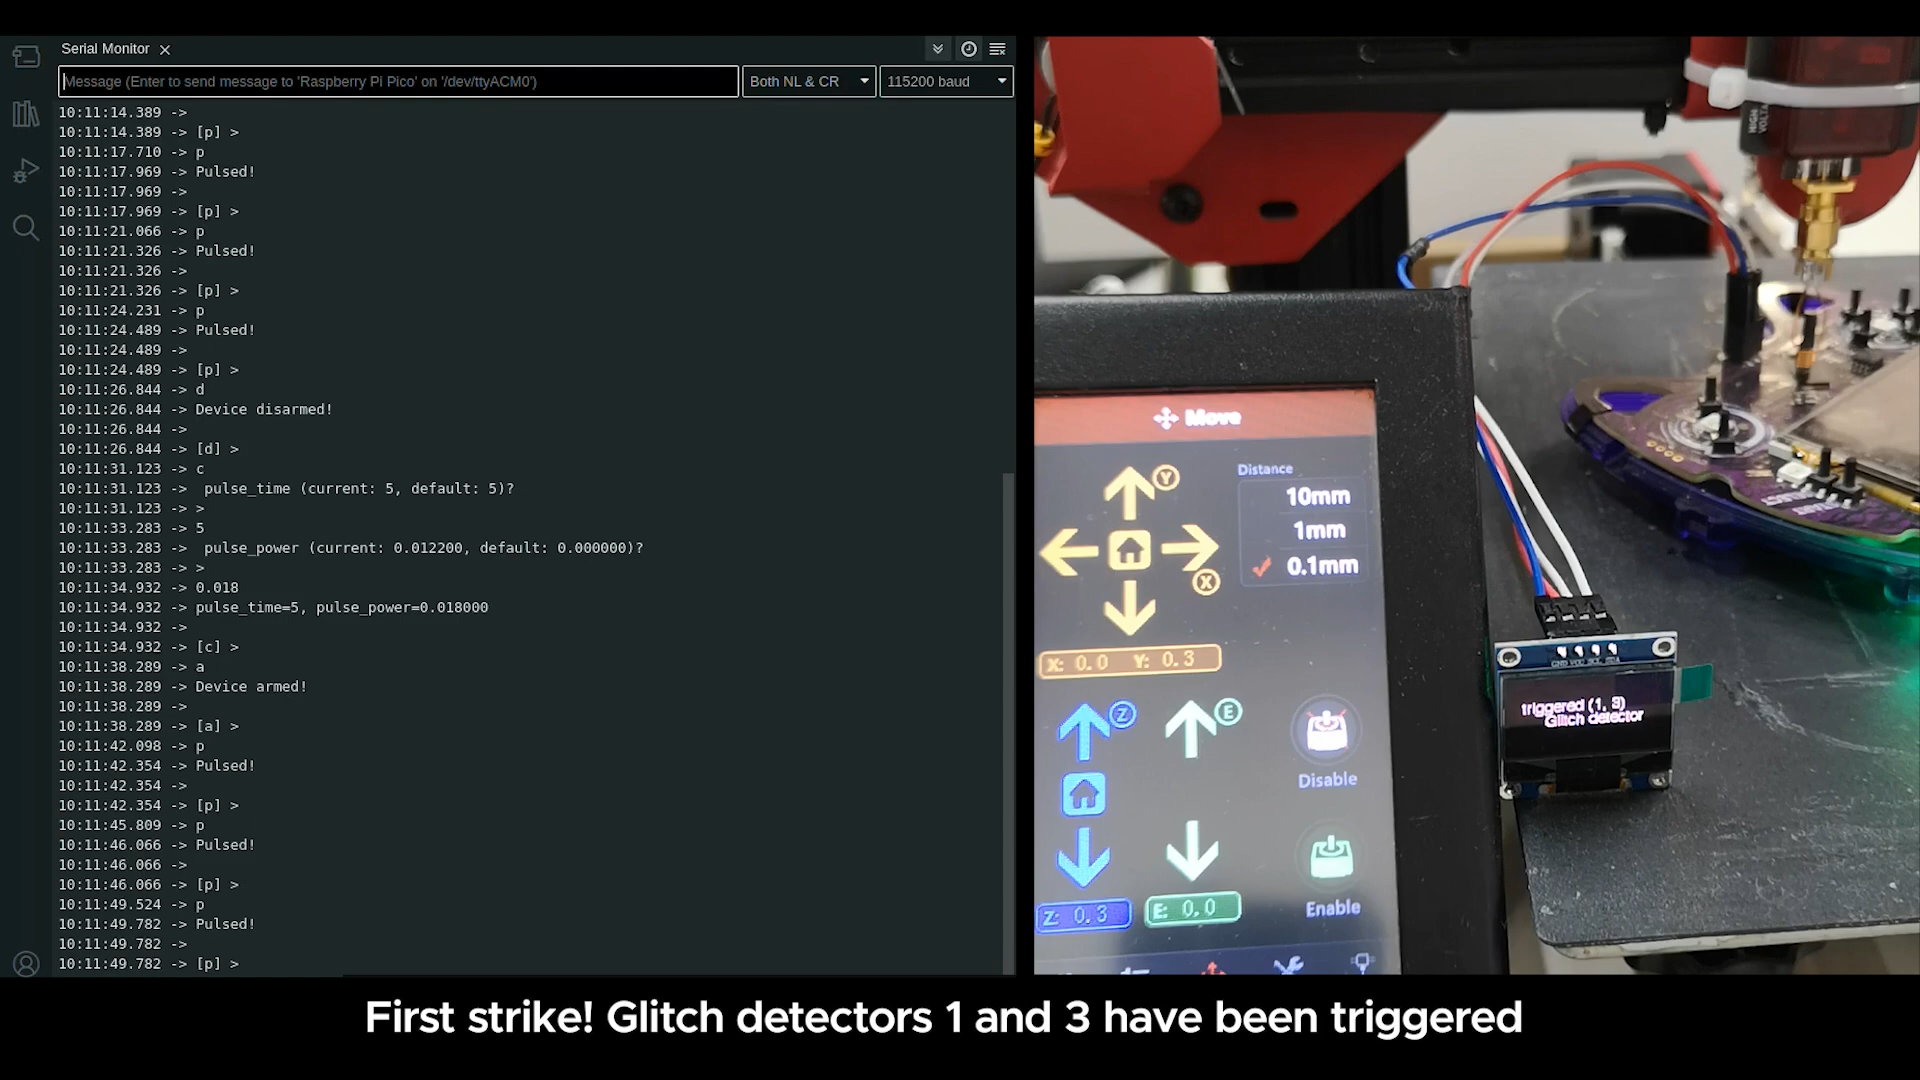 Serial Monitor
Message (Enter to send message to 'Raspberry Pi Pico' on '/dev/ttyACM0')
Both NL & CR
115200 baud
10:11:14.389 ->
10:11:14.389 -> [p] >
10:11:17.710 -> p
10:11:17.969 -> Pulsed!
10:11:17.969 ->
10:11:17.969 -> [p] >
10:11:21.066 -> p
10:11:21.326 -> Pulsed!
10:11:21.326 ->
10:11:21.326 -> [p] >
10:11:24.231 -> p
10:11:24.489 -> Pulsed!
10:11:24.489 ->
10:11:24.489 -> [p] >
10:11:26.844 -> d
10:11:26.844 -> Device disarmed!
10:11:26.844 ->
10:11:26.844 -> [d] >
10:11:31.123 -> c
10:11:31.123 -> pulse_time (current: 5, default: 5)?
10:11:31.123 -> >
10:11:33.283 -> 5
10:11:33.283 -> pulse_power (current: 0.012200, default: 0.000000)?
10:11:33.283 -> >
10:11:34.932 -> 0.018
10:11:34.932 -> pulse_time=5, pulse_power=0.018000
10:11:34.932 ->
10:11:34.932 -> [c] >
10:11:38.289 -> a
10:11:38.289 -> Device armed!
10:11:38.289 ->
10:11:38.289 -> [a] >
10:11:42.098 -> p
10:11:42.354 -> Pulsed!
10:11:42.354 ->
10:11:42.354 -> [p] >
10:11:45.809 -> p
10:11:46.066 -> Pulsed!
10:11:46.066 ->
10:11:46.066 -> [p] >
10:11:49.524 -> p
10:11:49.782 -> Pulsed!
10:11:49.782 ->
10:11:49.782 -> [p] >
HIGH
Move
Y
Distance
10mm
1mm
0.1mm
X
X: 0.0 Y: 0.3
Z
E
Disable
Z: 0.3
E: 0.0
Enable
GND VCC SCL SDA
triggered (1, 3)
Glitch detector
First strike! Glitch detectors 1 and 3 have been triggered